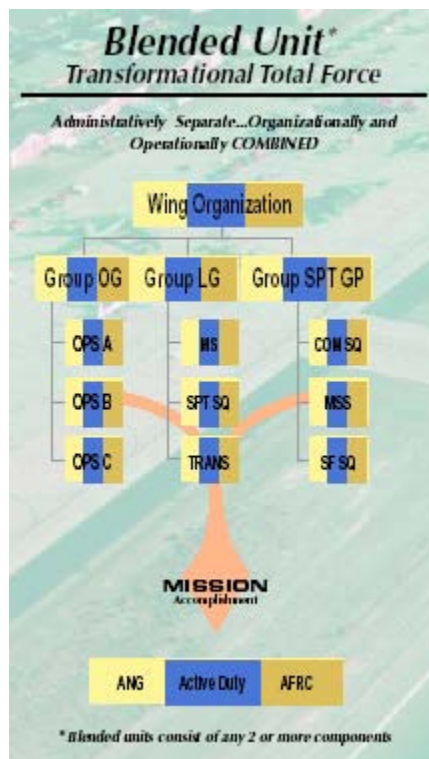 Blended Unit*
Transformational Total Force
Administratively Separate...Organizationally and
Operationally COMBINED
Wing Organization
Group OG
Group LG
Group SPT GP
OPS A
MS
COM SQ
OPS B
SPT SQ
MSS
OPS C
TRANS
SF SQ
MISSION
Accomplishment
ANG
Active Duty
AFRC
* Blended units consist of any 2 or more components